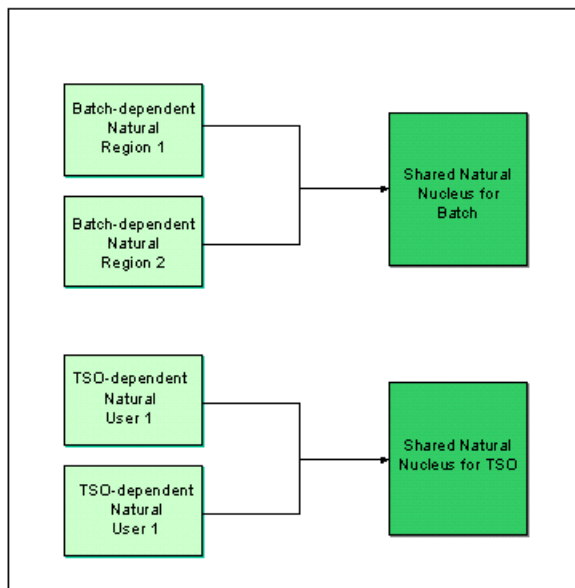 Batch-dependent
Natural
Region 1
Shared Natural
Nucleus for
Batch
Batch-dependent
Natural
Region 2
TSO-dependent
Natural
User 1
Shared Natural
Nucleus for TSO
TSO-dependent
Natural
User 1